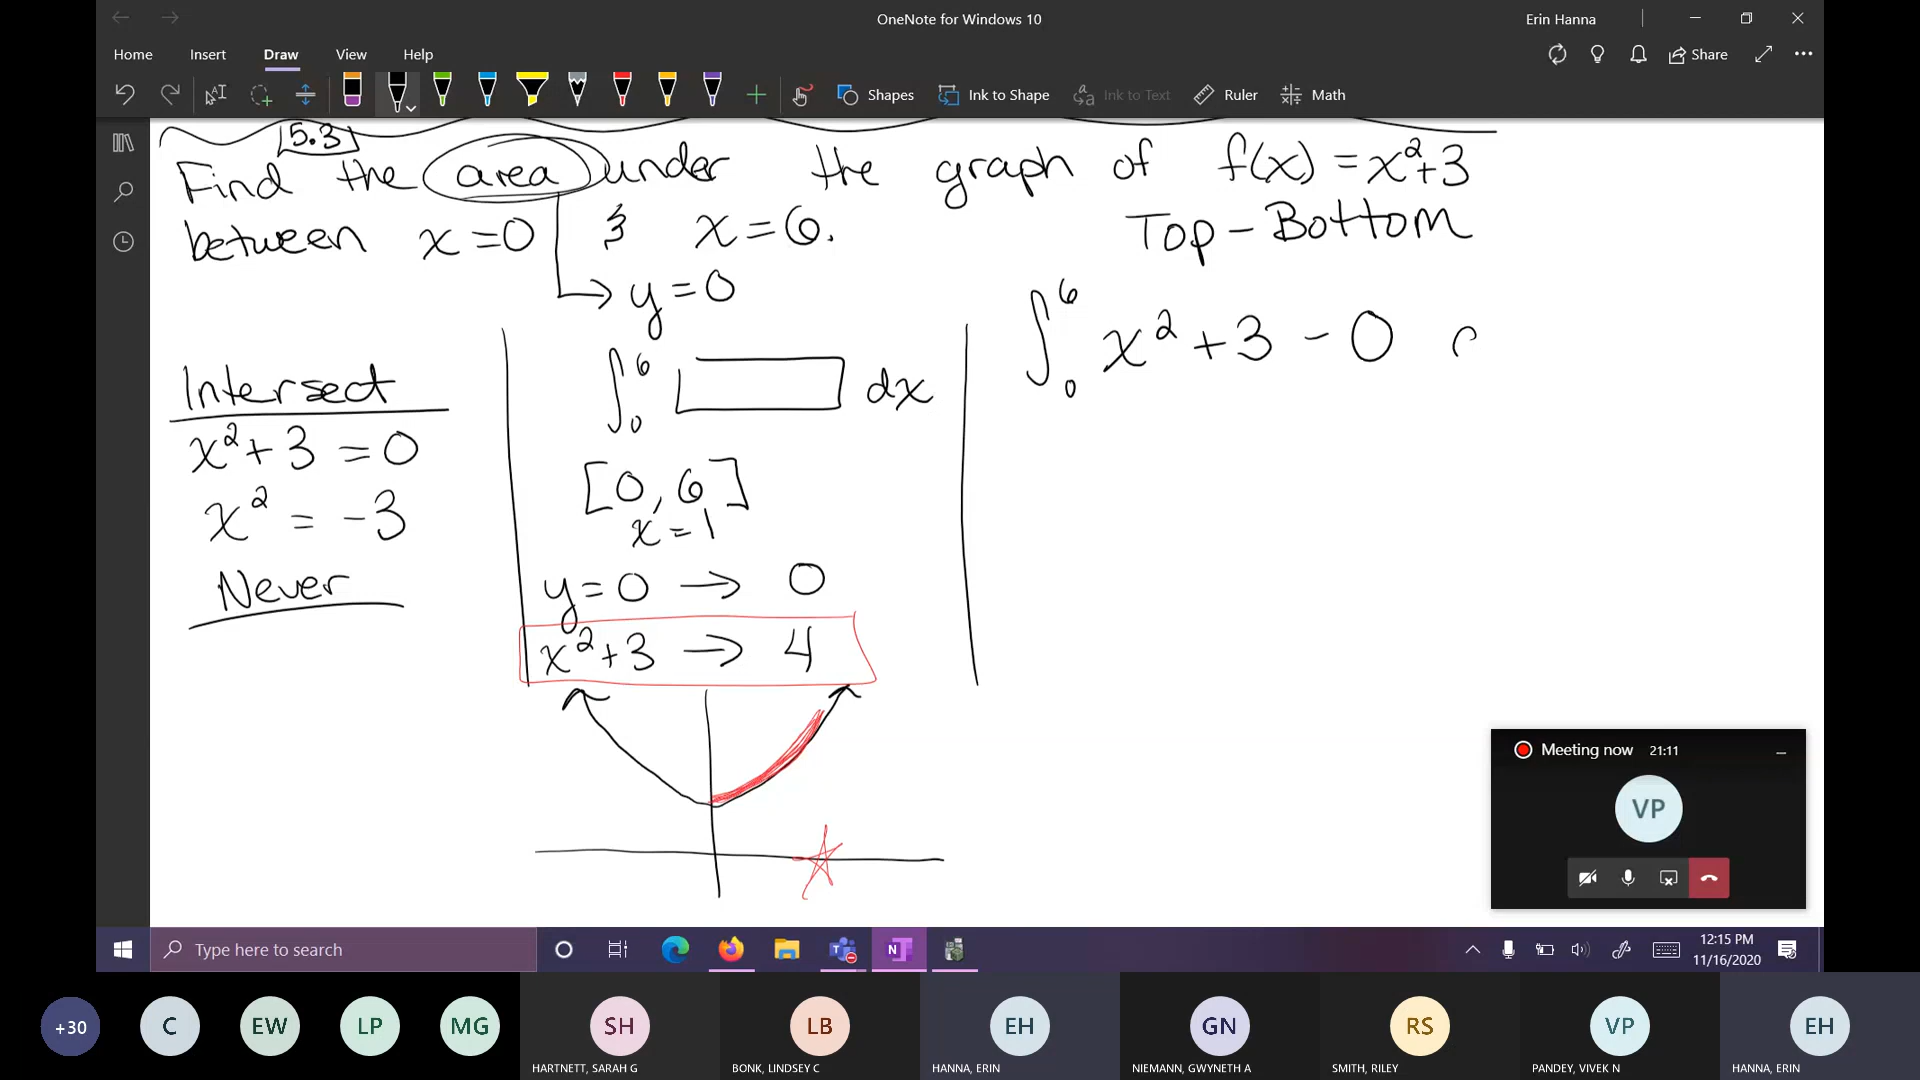 OneNote for Windows 10
Erin Hanna
Home Insert Draw View Help
Share
Shapes Ink to Shape Ink to Text Ruler Math
5.3
Find the area under the graph of f(x) = x²+3
between x=0 & x=6.
Top - Bottom
→ y=0
Intersect
x²+3 = 0
x² = -3
Never
∫₀⁶ dx
[0, 6]
x=1
y=0 → 0
x²+3 → 4
∫₀⁶ x² + 3 - 0
Meeting now 21:11
VP
Type here to search
12:15 PM
11/16/2020
+30 C EW LP MG SH LB EH GN RS VP EH
HARTNETT, SARAH G BONK, LINDSEY C HANNA, ERIN NIEMANN, GWYNETH A SMITH, RILEY PANDEY, VIVEK N HANNA, ERIN